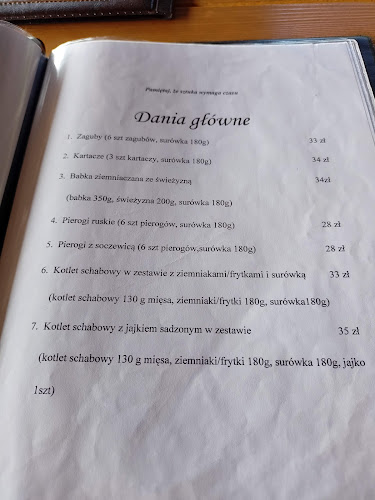 Pamiętaj, że sztuka wymaga czasu
Dania główne
1. Zaguby (6 szt zagubów, surówka 180g) 33 zł
2. Kartacze (3 szt kartaczy, surówka 180g) 34 zł
3. Babka ziemniaczana ze świeżyzną 34zł
(babka 350g, świeżyzna 200g, surówka 180g)
4. Pierogi ruskie (6 szt pierogów, surówka 180g) 28 zł
5. Pierogi z soczewicą (6 szt pierogów,surówka 180g) 28 zł
6. Kotlet schabowy w zestawie z ziemniakami/frytkami i surówką 33 zł
(kotlet schabowy 130 g mięsa, ziemniaki/frytki 180g, surówka180g)
7. Kotlet schabowy z jajkiem sadzonym w zestawie 35 zł
(kotlet schabowy 130 g mięsa, ziemniaki/frytki 180g, surówka 180g, jajko
1szt)